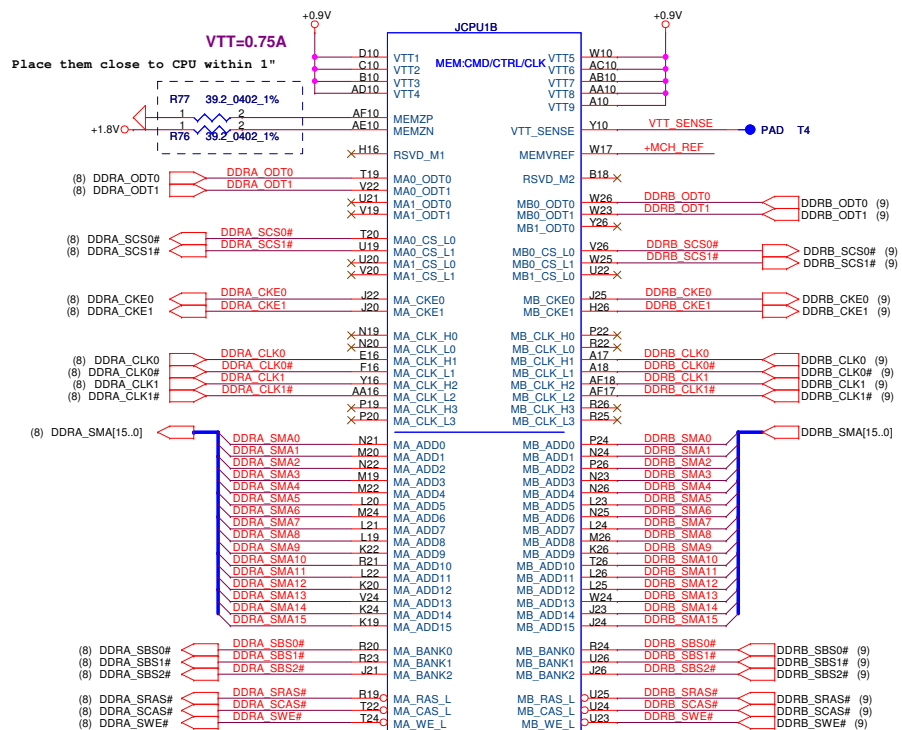 +0.9V +0.9V
JCPU1B
VTT=0.75A
Place them close to CPU within 1"
MEM:CMD/CTRL/CLK
D10 VTT1 VTT5 W10
C10 VTT2 VTT6 AC10
B10 VTT3 VTT7 AB10
AD10 VTT4 VTT8 AA10
VTT9 A10
R77 39.2_0402_1%
1 2 AF10 MEMZP
+1.8V 1 2 AE10 MEMZN VTT_SENSE Y10 VTT_SENSE PAD T4
R76 39.2_0402_1%
H16 RSVD_M1 MEMVREF W17 +MCH_REF
(8) DDRA_ODT0 DDRA_ODT0 T19 MA0_ODT0 RSVD_M2 B18
(8) DDRA_ODT1 DDRA_ODT1 V22 MA0_ODT1
U21 MA1_ODT0 MB0_ODT0 W26 DDRB_ODT0 DDRB_ODT0 (9)
V19 MA1_ODT1 MB0_ODT1 W23 DDRB_ODT1 DDRB_ODT1 (9)
MB1_ODT0 Y26
(8) DDRA_SCS0# DDRA_SCS0# T20 MA0_CS_L0
(8) DDRA_SCS1# DDRA_SCS1# U19 MA0_CS_L1 MB0_CS_L0 V26 DDRB_SCS0# DDRB_SCS0# (9)
U20 MA1_CS_L0 MB0_CS_L1 W25 DDRB_SCS1# DDRB_SCS1# (9)
V20 MA1_CS_L1 MB1_CS_L0 U22
(8) DDRA_CKE0 DDRA_CKE0 J22 MA_CKE0 MB_CKE0 J25 DDRB_CKE0 DDRB_CKE0 (9)
(8) DDRA_CKE1 DDRA_CKE1 J20 MA_CKE1 MB_CKE1 H26 DDRB_CKE1 DDRB_CKE1 (9)
N19 MA_CLK_H0 MB_CLK_H0 P22
N20 MA_CLK_L0 MB_CLK_L0 R22
(8) DDRA_CLK0 DDRA_CLK0 E16 MA_CLK_H1 MB_CLK_H1 A17 DDRB_CLK0 DDRB_CLK0 (9)
(8) DDRA_CLK0# DDRA_CLK0# F16 MA_CLK_L1 MB_CLK_L1 A18 DDRB_CLK0# DDRB_CLK0# (9)
(8) DDRA_CLK1 DDRA_CLK1 Y16 MA_CLK_H2 MB_CLK_H2 AF18 DDRB_CLK1 DDRB_CLK1 (9)
(8) DDRA_CLK1# DDRA_CLK1# AA16 MA_CLK_L2 MB_CLK_L2 AF17 DDRB_CLK1# DDRB_CLK1# (9)
P19 MA_CLK_H3 MB_CLK_H3 R26
P20 MA_CLK_L3 MB_CLK_L3 R25
(8) DDRA_SMA[15..0] DDRB_SMA[15..0] (9)
DDRA_SMA0 N21 MA_ADD0 MB_ADD0 P24 DDRB_SMA0
DDRA_SMA1 M20 MA_ADD1 MB_ADD1 N24 DDRB_SMA1
DDRA_SMA2 N22 MA_ADD2 MB_ADD2 P26 DDRB_SMA2
DDRA_SMA3 M19 MA_ADD3 MB_ADD3 N23 DDRB_SMA3
DDRA_SMA4 M22 MA_ADD4 MB_ADD4 N26 DDRB_SMA4
DDRA_SMA5 L20 MA_ADD5 MB_ADD5 L23 DDRB_SMA5
DDRA_SMA6 M24 MA_ADD6 MB_ADD6 N25 DDRB_SMA6
DDRA_SMA7 L21 MA_ADD7 MB_ADD7 L24 DDRB_SMA7
DDRA_SMA8 L19 MA_ADD8 MB_ADD8 M26 DDRB_SMA8
DDRA_SMA9 K22 MA_ADD9 MB_ADD9 K26 DDRB_SMA9
DDRA_SMA10 R21 MA_ADD10 MB_ADD10 T26 DDRB_SMA10
DDRA_SMA11 L22 MA_ADD11 MB_ADD11 L26 DDRB_SMA11
DDRA_SMA12 K20 MA_ADD12 MB_ADD12 L25 DDRB_SMA12
DDRA_SMA13 V24 MA_ADD13 MB_ADD13 W24 DDRB_SMA13
DDRA_SMA14 K24 MA_ADD14 MB_ADD14 J23 DDRB_SMA14
DDRA_SMA15 K19 MA_ADD15 MB_ADD15 J24 DDRB_SMA15
(8) DDRA_SBS0# DDRA_SBS0# R20 MA_BANK0 MB_BANK0 R24 DDRB_SBS0# DDRB_SBS0# (9)
(8) DDRA_SBS1# DDRA_SBS1# R23 MA_BANK1 MB_BANK1 U26 DDRB_SBS1# DDRB_SBS1# (9)
(8) DDRA_SBS2# DDRA_SBS2# J21 MA_BANK2 MB_BANK2 J26 DDRB_SBS2# DDRB_SBS2# (9)
(8) DDRA_SRAS# DDRA_SRAS# R19 MA_RAS_L MB_RAS_L U25 DDRB_SRAS# DDRB_SRAS# (9)
(8) DDRA_SCAS# DDRA_SCAS# T22 MA_CAS_L MB_CAS_L U24 DDRB_SCAS# DDRB_SCAS# (9)
(8) DDRA_SWE# DDRA_SWE# T24 MA_WE_L MB_WE_L U23 DDRB_SWE# DDRB_SWE# (9)